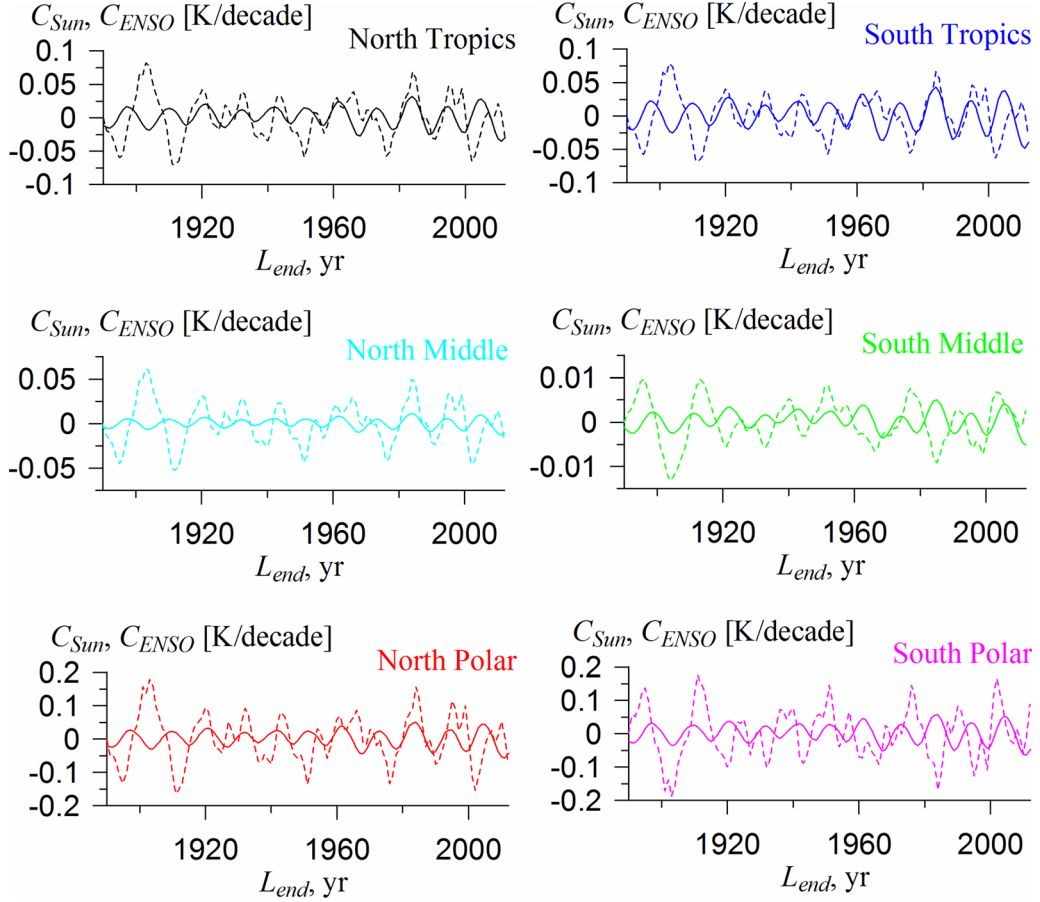 C_Sun, C_ENSO [K/decade]
North Tropics
0.1
0.05
0
-0.05
-0.1
1920 1960 2000
L_end, yr
C_Sun, C_ENSO [K/decade]
South Tropics
0.1
0.05
0
-0.05
-0.1
1920 1960 2000
L_end, yr
C_Sun, C_ENSO [K/decade]
North Middle
0.05
0
-0.05
1920 1960 2000
L_end, yr
C_Sun, C_ENSO [K/decade]
South Middle
0.01
0
-0.01
1920 1960 2000
L_end, yr
C_Sun, C_ENSO [K/decade]
North Polar
0.2
0.1
0
-0.1
-0.2
1920 1960 2000
L_end, yr
C_Sun, C_ENSO [K/decade]
South Polar
0.2
0.1
0
-0.1
-0.2
1920 1960 2000
L_end, yr